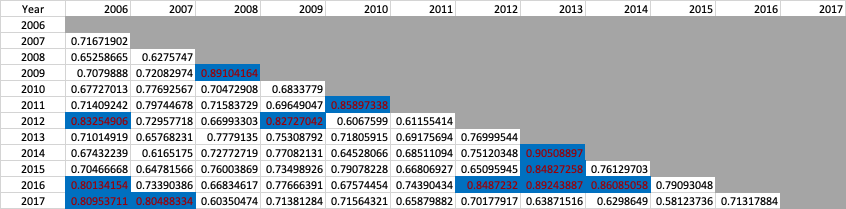 Year 2006 2007 2008 2009 2010 2011 2012 2013 2014 2015 2016 2017
2006
2007 0.71671902
2008 0.65258665 0.6275747
2009 0.7079888 0.72082974 0.89104164
2010 0.67727013 0.77692567 0.70472908 0.6833779
2011 0.71409242 0.79744678 0.71583729 0.69649047 0.85897338
2012 0.83254906 0.72957718 0.66993303 0.82727042 0.6067599 0.61155414
2013 0.71014919 0.65768231 0.7779135 0.75308792 0.71805915 0.69175694 0.76999544
2014 0.67432239 0.6165175 0.72772719 0.77082131 0.64528066 0.68511094 0.75120348 0.90508897
2015 0.70466668 0.64781566 0.76003869 0.73498926 0.79078228 0.66806927 0.65095945 0.84827258 0.76129703
2016 0.80134154 0.73390386 0.66834617 0.77666391 0.67574454 0.74390434 0.8487232 0.89243887 0.86085058 0.79093048
2017 0.80953711 0.80488334 0.60350474 0.71381284 0.71564321 0.65879882 0.70177917 0.63871516 0.6298649 0.58123736 0.71317884